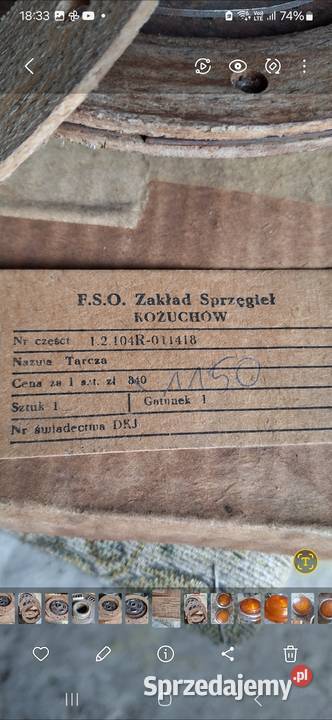 18:33
74%
F.S.O. Zakład Sprzęgieł
KOŻUCHÓW
Nr części 1.2.104R-011418
Nazwa Tarcza
Cena za 1 szt. zł 840 1150
Sztuk 1 Gatunek 1
Nr świadectwa DKJ
T
Sprzedajemy.pl